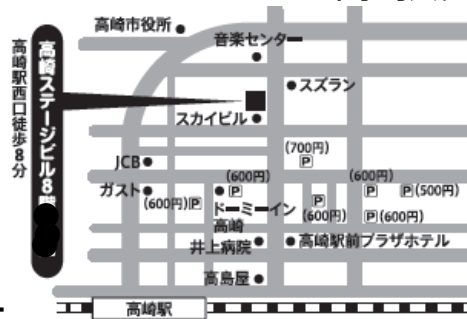 高崎市役所
音楽センター
スズラン
スカイビル
高崎ステージビル8階
高崎駅西口徒歩8分
JCB
(700円)
P
ガスト
(600円)P
(600円)
P
ドーミーイン
高崎
P
(600円)
(600円)
P
P(500円)
P(600円)
井上病院
高崎駅前プラザホテル
高島屋
高崎駅